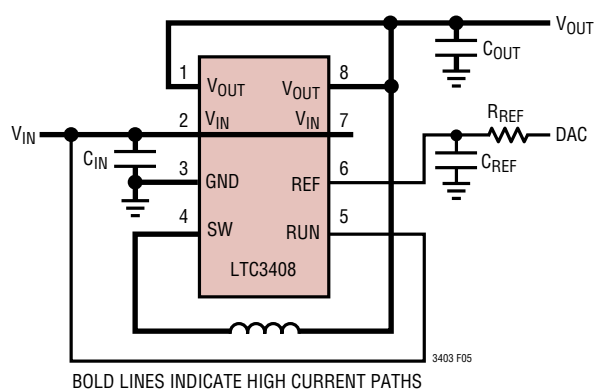 VOUT
COUT
1
VOUT
VOUT
8
RREF
VIN
2
VIN
VIN
7
DAC
CIN
CREF
3
GND
REF
6
4
SW
RUN
5
LTC3408
3403 F05
BOLD LINES INDICATE HIGH CURRENT PATHS